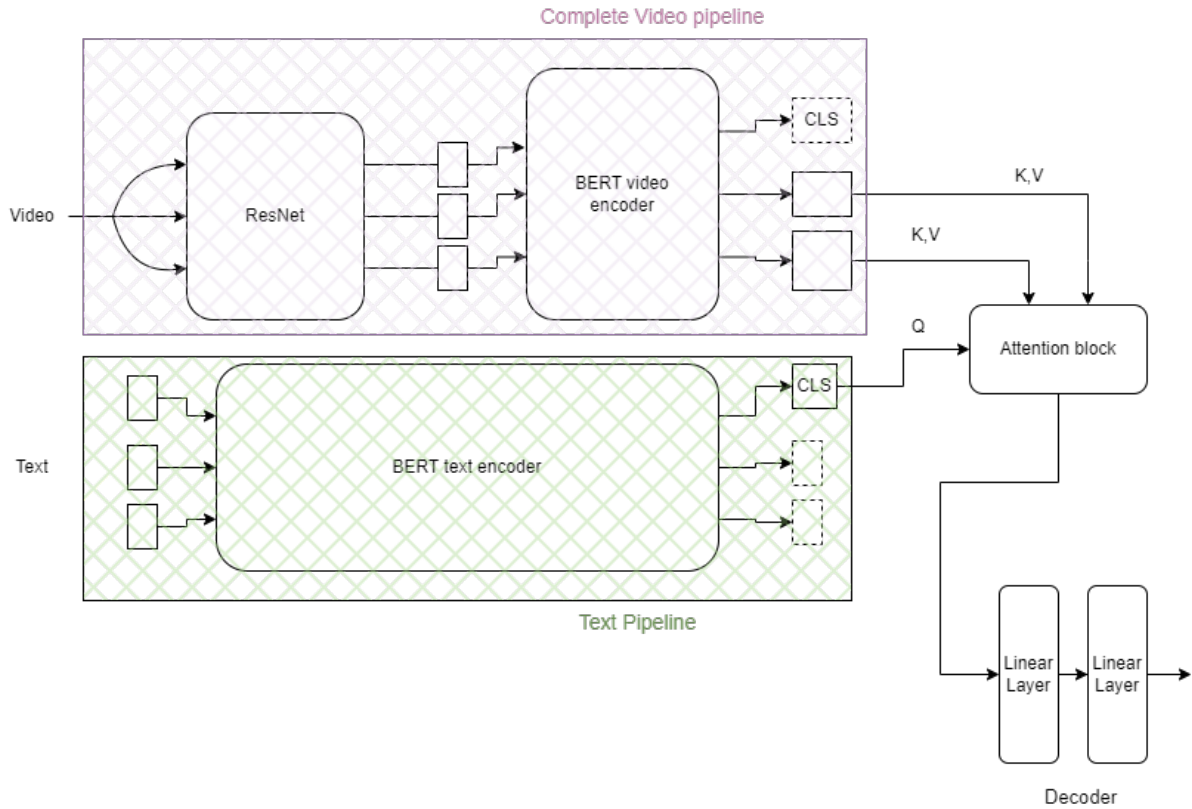 Complete Video pipeline
Video
ResNet
BERT video
encoder
CLS
K,V
K,V
Q
Attention block
Text
BERT text encoder
CLS
Text Pipeline
Linear
Layer
Linear
Layer
Decoder